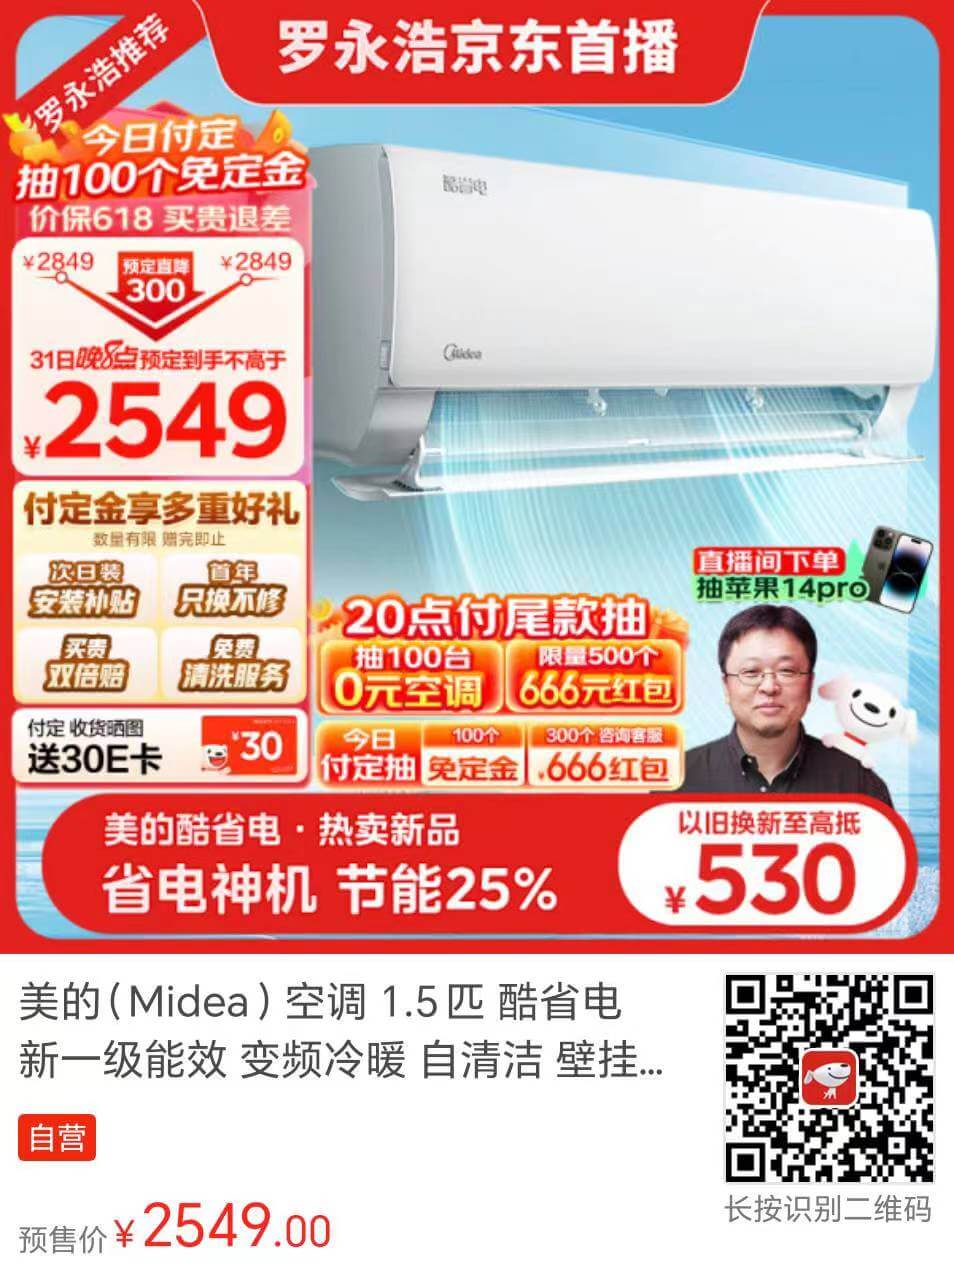 罗永浩京东首播
罗永浩推荐
今日付定
抽100个免定金
价保618 买贵退差
¥2849
预定直降
300
¥2849
31日晚8点预定到手不高于
¥2549
付定金享多重好礼
数量有限 赠完即止
次日装
安装补贴
首年
只换不修
买贵
双倍赔
免费
清洗服务
付定 收货晒图
送30E卡
¥30
酷省电
Midea
直播间下单
抽苹果14pro
20点付尾款抽
抽100台
0元空调
限量500个
666元红包
今日
付定抽
100个
免定金
300个 咨询客服
666红包
美的酷省电·热卖新品
省电神机 节能25%
以旧换新至高抵
¥530
美的(Midea) 空调 1.5匹 酷省电
新一级能效 变频冷暖 自清洁 壁挂...
自营
预售价 ¥2549.00
长按识别二维码